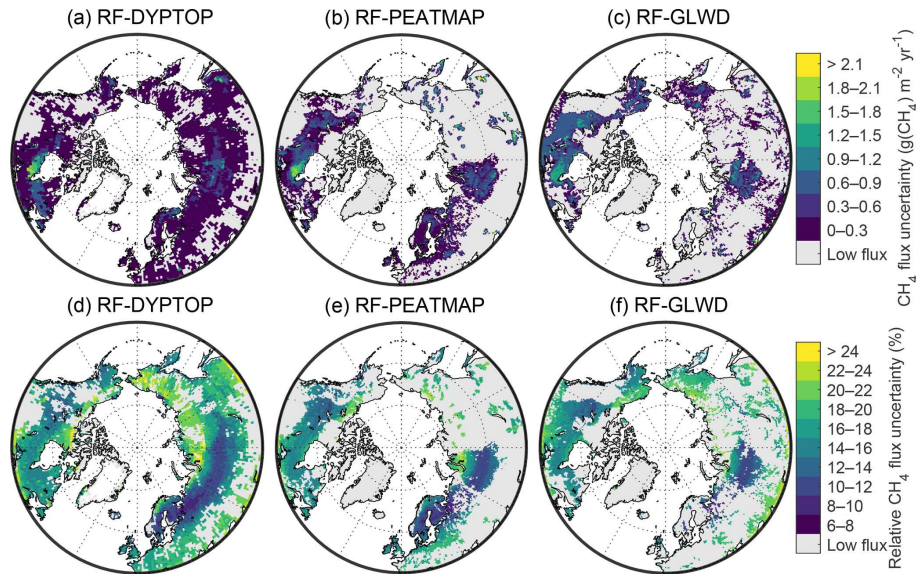 (a) RF-DYPTOP
(b) RF-PEATMAP
(c) RF-GLWD
> 2.1
1.8–2.1
1.5–1.8
1.2–1.5
0.9–1.2
0.6–0.9
0.3–0.6
0–0.3
Low flux
CH₄ flux uncertainty (g(CH₄) m⁻² yr⁻¹)
(d) RF-DYPTOP
(e) RF-PEATMAP
(f) RF-GLWD
> 24
22–24
20–22
18–20
16–18
14–16
12–14
10–12
8–10
6–8
Low flux
Relative CH₄ flux uncertainty (%)